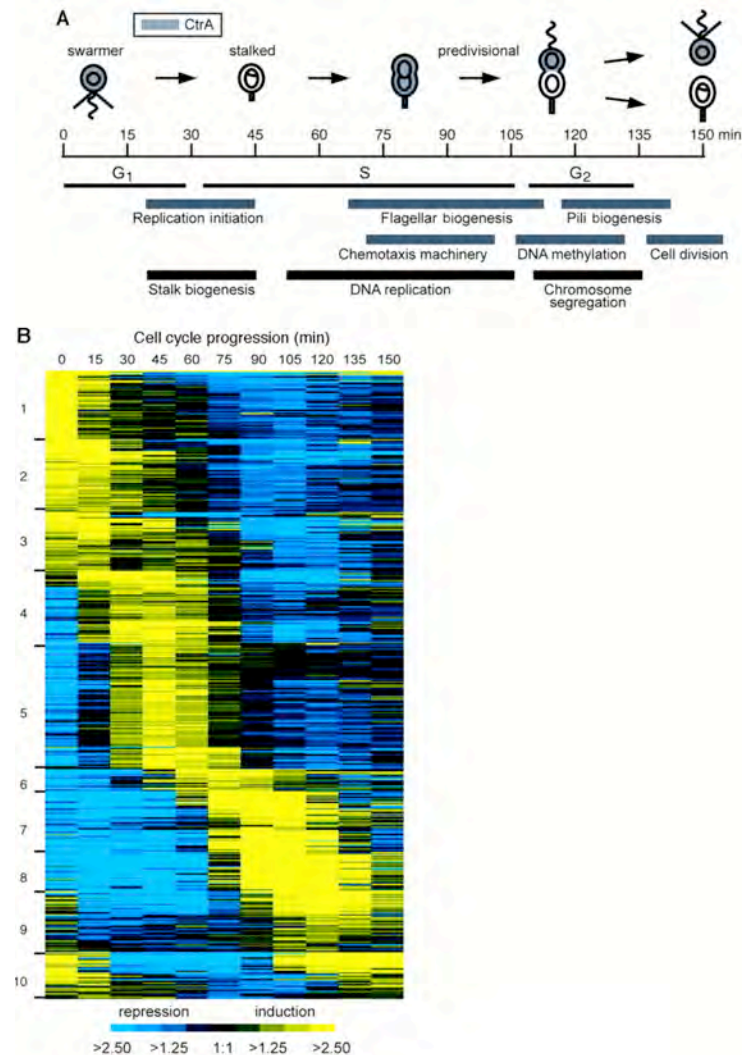 A
CtrA
swarmer stalked predivisional
0 15 30 45 60 75 90 105 120 135 150 min
G1 S G2
Replication initiation Flagellar biogenesis Pili biogenesis
Chemotaxis machinery DNA methylation Cell division
Stalk biogenesis DNA replication Chromosome
segregation
B
Cell cycle progression (min)
0 15 30 45 60 75 90 105 120 135 150
1
2
3
4
5
6
7
8
9
10
repression induction
>2.50 >1.25 1:1 >1.25 >2.50